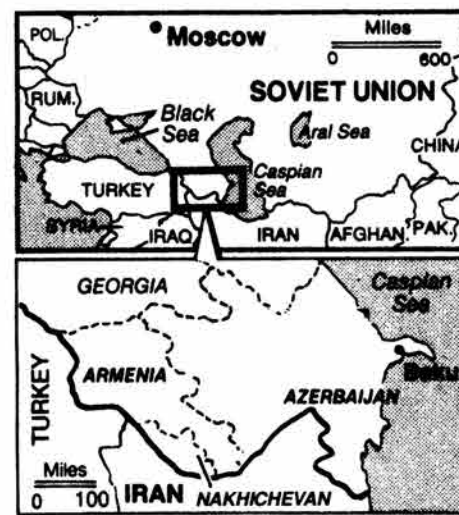 POL.
Moscow
Miles
0 600
SOVIET UNION
RUM.
Black
Sea
Aral Sea
CHINA
TURKEY
Caspian
Sea
SYRIA
IRAQ
IRAN
AFGHAN.
PAK.
GEORGIA
Caspian
Sea
Baku
ARMENIA
AZERBAIJAN
TURKEY
Miles
0 100
IRAN
NAKHICHEVAN